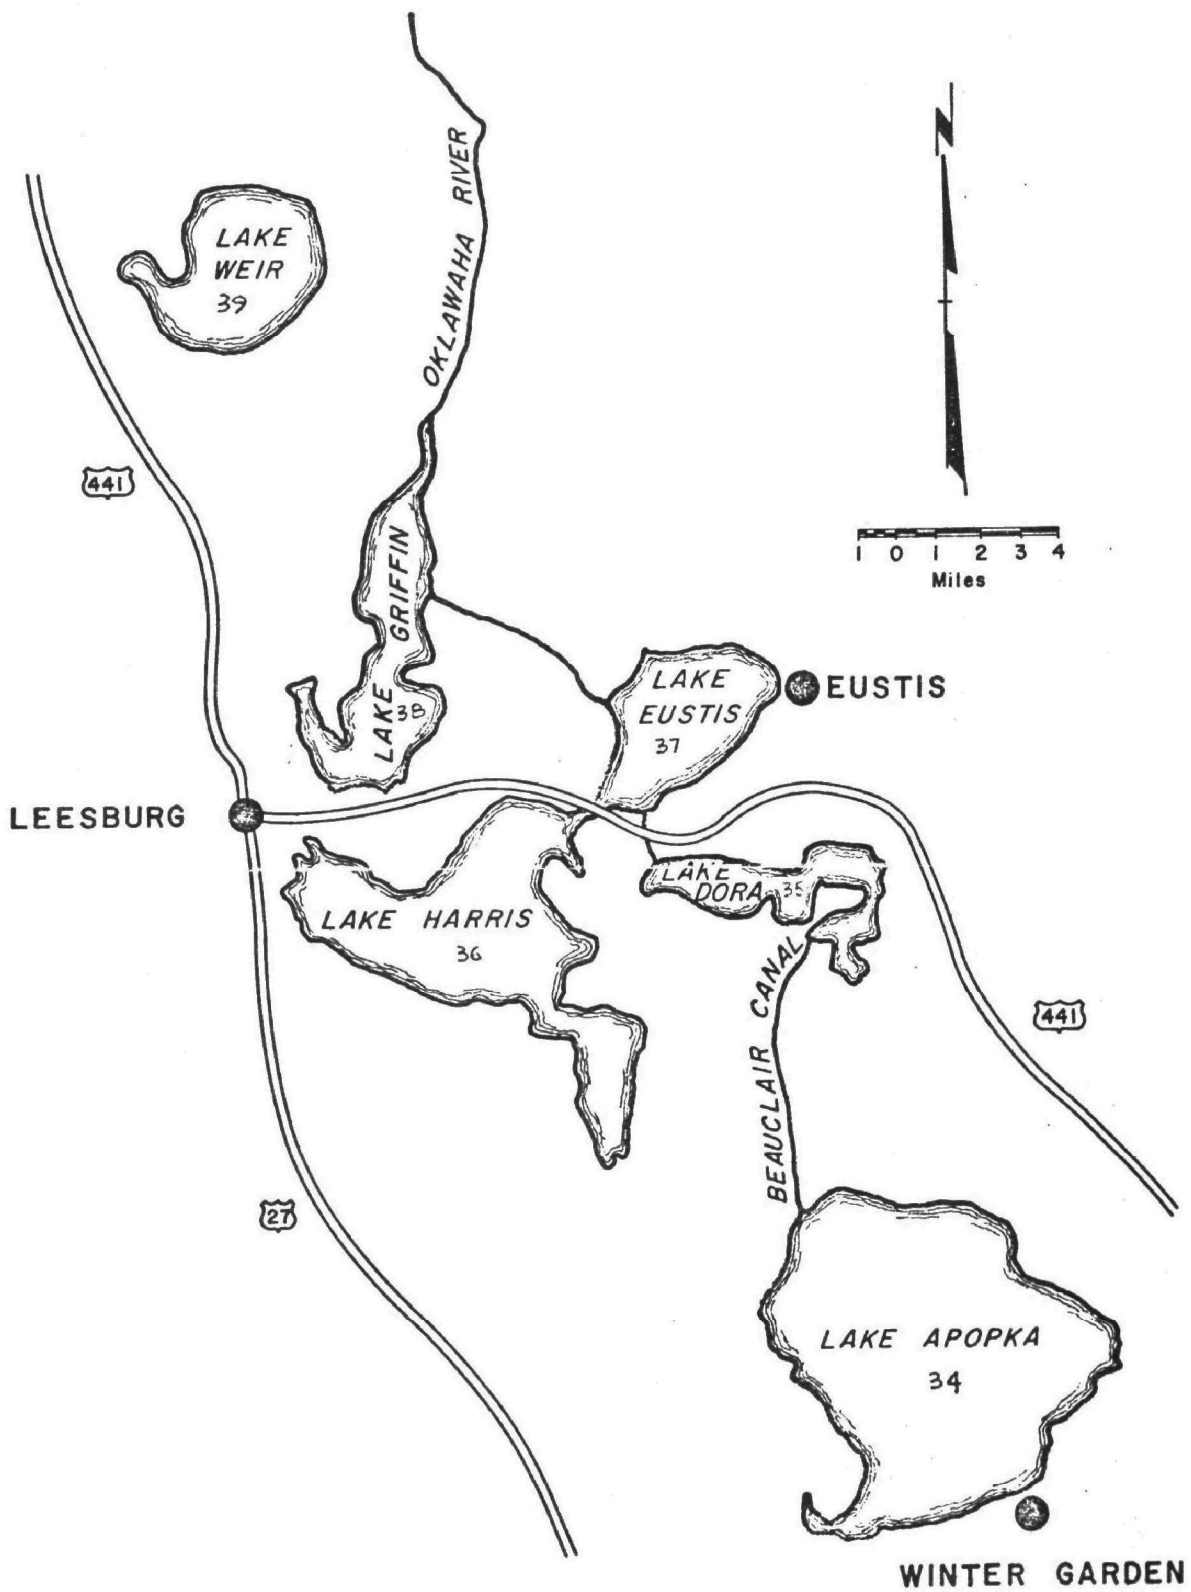 N
OKLAWAHA RIVER
LAKE
WEIR
39
441
1 0 1 2 3 4
Miles
LAKE GRIFFIN
38
LAKE
EUSTIS
37
EUSTIS
LEESBURG
LAKE
DORA 35
LAKE HARRIS
36
BEAUCLAIR CANAL
441
27
LAKE APOPKA
34
WINTER GARDEN